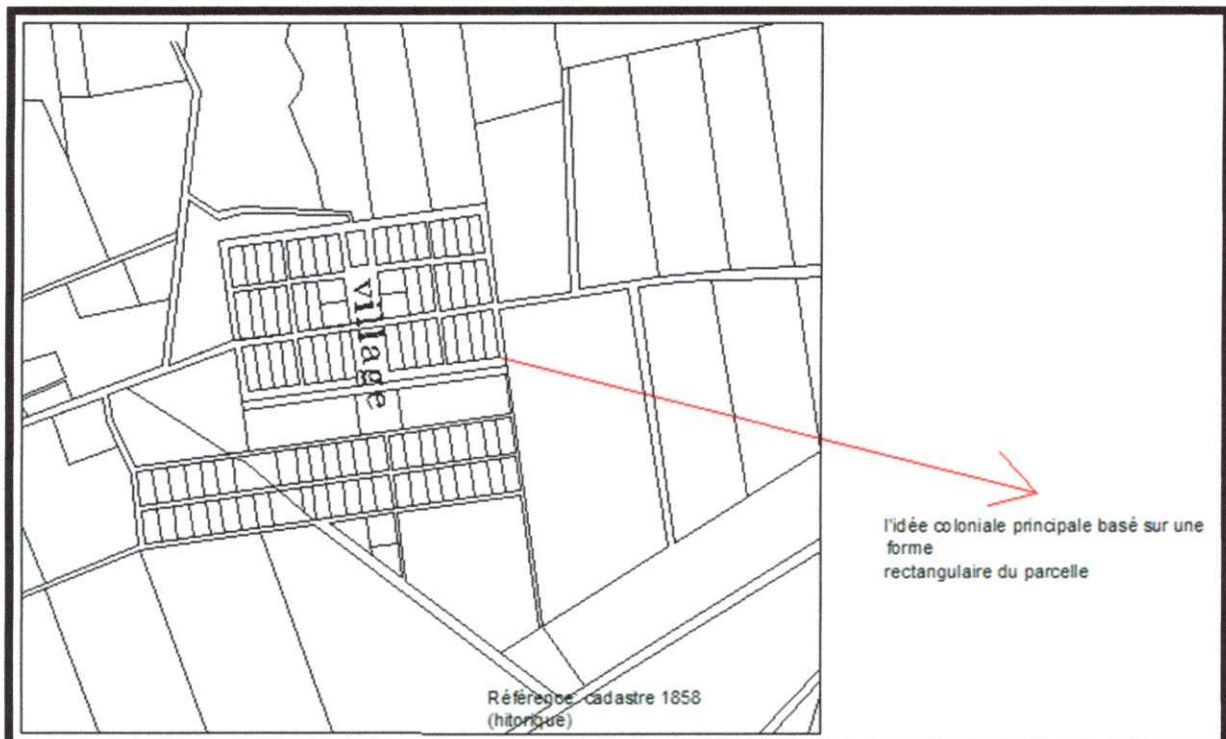 village
l'idée coloniale principale basé sur une
forme
rectangulaire du parcelle
Référence: cadastre 1858
(hitorique)